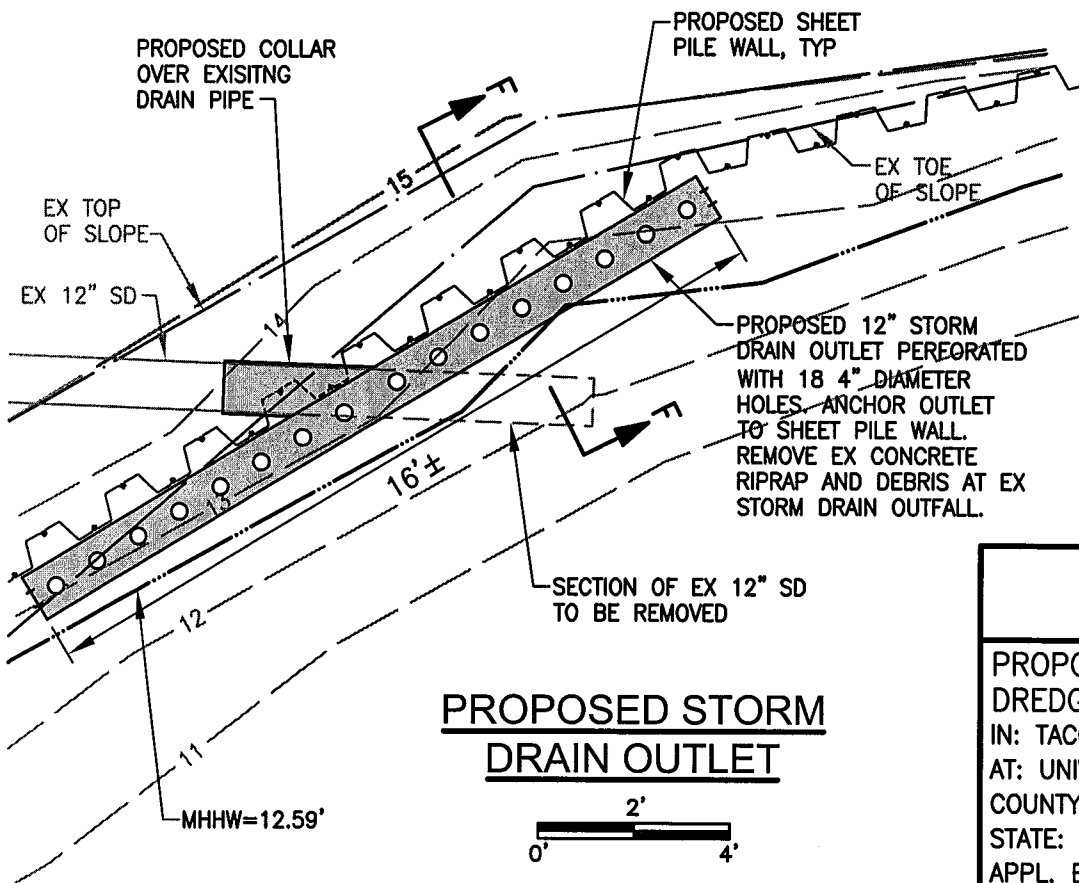 PROPOSED SHEET
PILE WALL, TYP
PROPOSED COLLAR
OVER EXISITNG
DRAIN PIPE
F
15
EX TOE
OF SLOPE
EX TOP
OF SLOPE
EX 12" SD
14
PROPOSED 12" STORM
DRAIN OUTLET PERFORATED
WITH 18 4" DIAMETER
HOLES. ANCHOR OUTLET
TO SHEET PILE WALL.
REMOVE EX CONCRETE
RIPRAP AND DEBRIS AT EX
STORM DRAIN OUTFALL.
F
16'±
13
SECTION OF EX 12" SD
TO BE REMOVED
12
11
MHHW=12.59'
PROPOSED STORM
DRAIN OUTLET
2'
0' 4'
PROPO
DREDG
IN: TAC
AT: UNI
COUNTY
STATE:
APPL. B